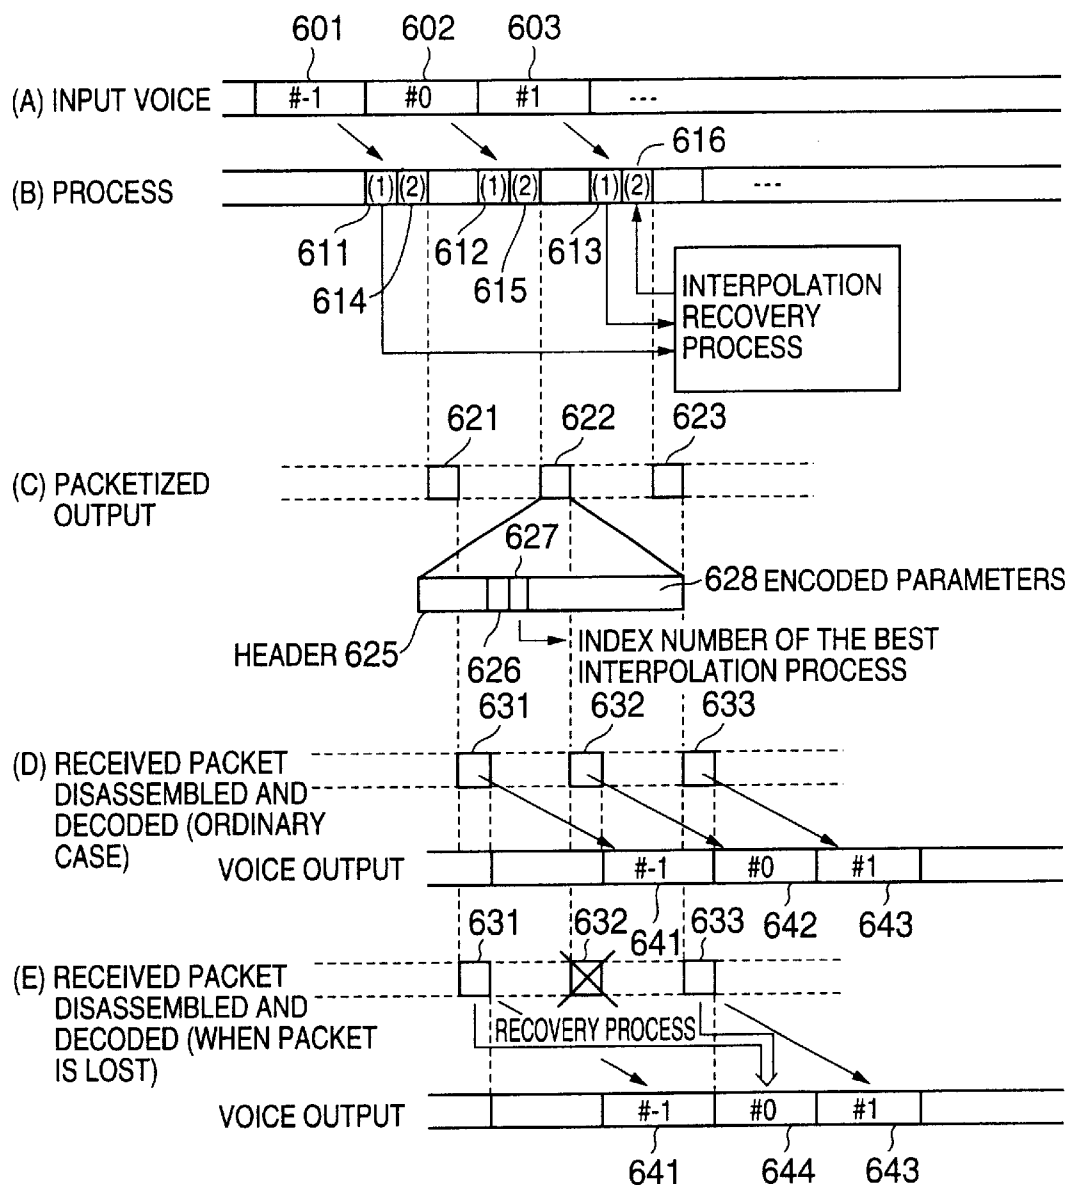 601 602 603
(A) INPUT VOICE #-1 #0 #1 ---
616
(B) PROCESS (1) (2) (1) (2) (1) (2) ---
611 612 613
614 615
INTERPOLATION
RECOVERY
PROCESS
621 622 623
(C) PACKETIZED
OUTPUT
627
628 ENCODED PARAMETERS
HEADER 625
626
INDEX NUMBER OF THE BEST
INTERPOLATION PROCESS
631 632 633
(D) RECEIVED PACKET
DISASSEMBLED AND
DECODED (ORDINARY
CASE)
VOICE OUTPUT #-1 #0 #1
641 642 643
631 632 633
(E) RECEIVED PACKET
DISASSEMBLED AND
DECODED (WHEN PACKET
IS LOST)
RECOVERY PROCESS
VOICE OUTPUT #-1 #0 #1
641 644 643